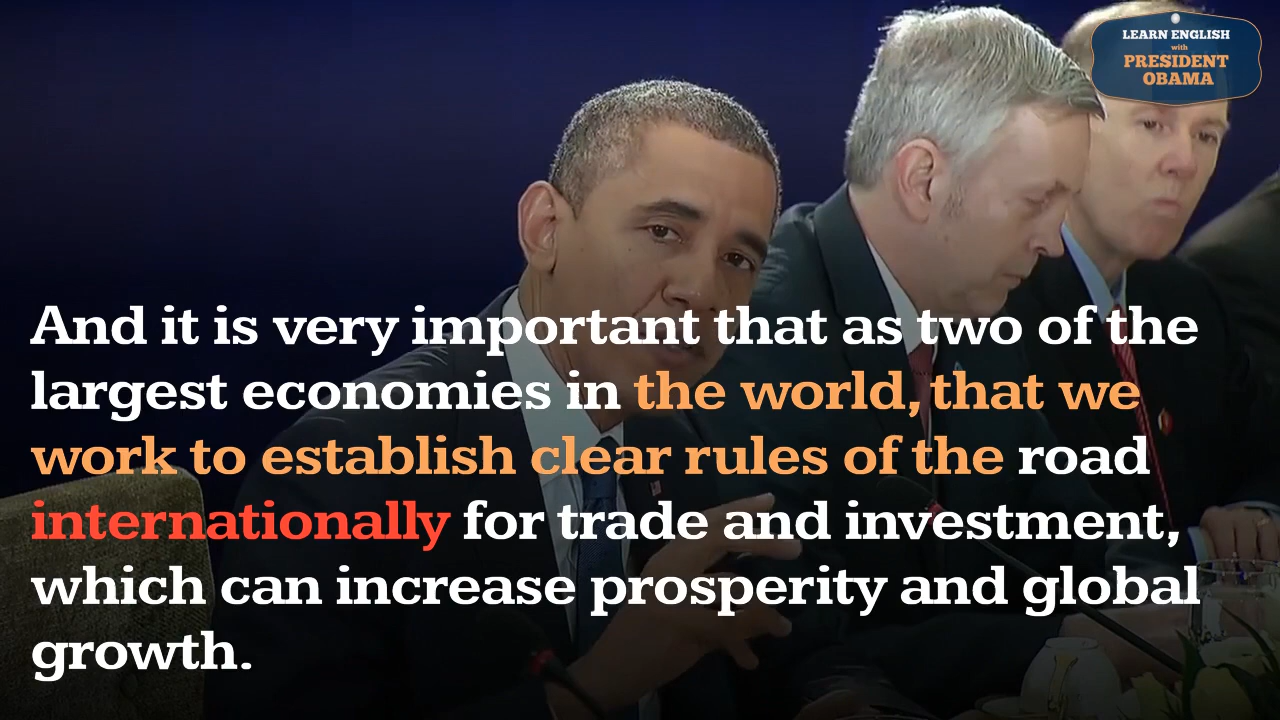 LEARN ENGLISH
with
PRESIDENT
OBAMA
And it is very important that as two of the
largest economies in the world, that we
work to establish clear rules of the road
internationally for trade and investment,
which can increase prosperity and global
growth.